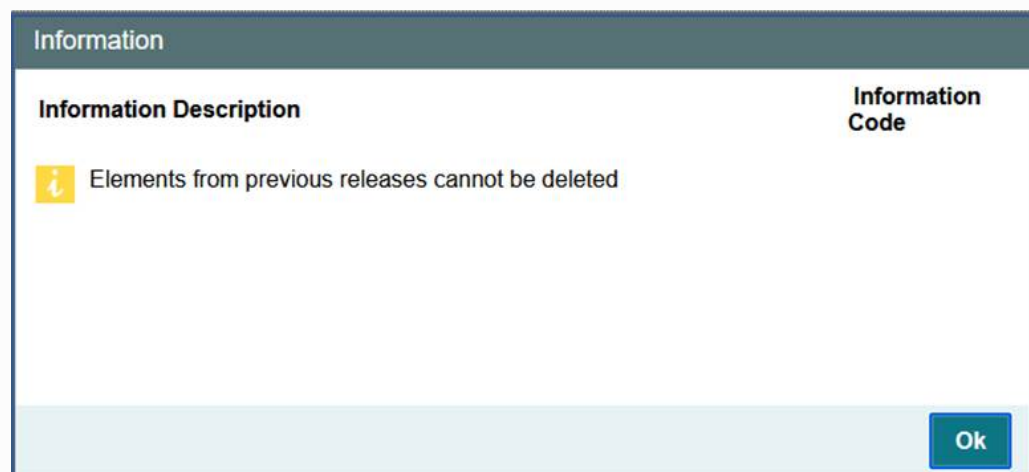 Information
Information Description
Information
Code
i Elements from previous releases cannot be deleted
Ok